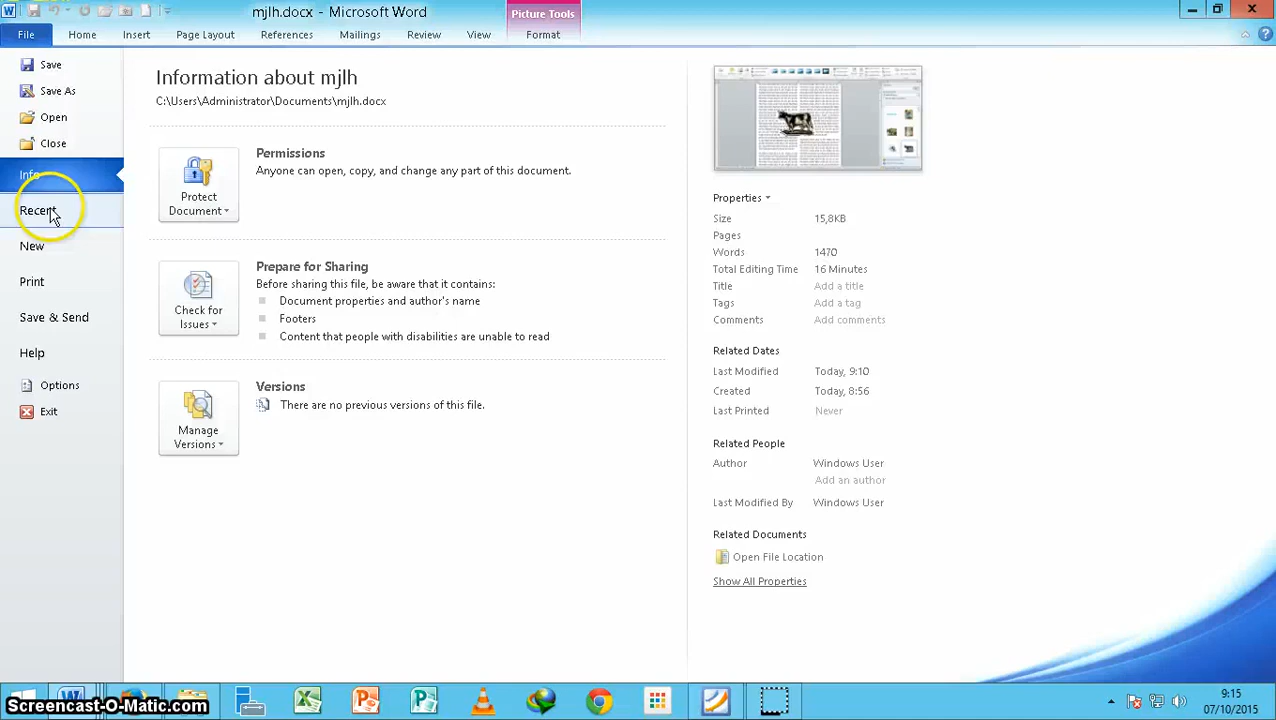 mjlh.docx - Microsoft Word
Picture Tools
File Home Insert Page Layout References Mailings Review View Format
Save
Save As
Open
Close
Info
Recent
New
Print
Save & Send
Help
Options
Exit
Information about mjlh
C:\Users\Administrator\Documents\mjlh.docx
Protect
Document
Permissions
Anyone can open, copy, and change any part of this document.
Check for
Issues
Prepare for Sharing
Before sharing this file, be aware that it contains:
Document properties and author's name
Footers
Content that people with disabilities are unable to read
Manage
Versions
Versions
There are no previous versions of this file.
Properties
Size 15,8KB
Pages
Words 1470
Total Editing Time 16 Minutes
Title Add a title
Tags Add a tag
Comments Add comments
Related Dates
Last Modified Today, 9:10
Created Today, 8:56
Last Printed Never
Related People
Author Windows User
Add an author
Last Modified By Windows User
Related Documents
Open File Location
Show All Properties
Screencast-O-Matic.com
9:15
07/10/2015